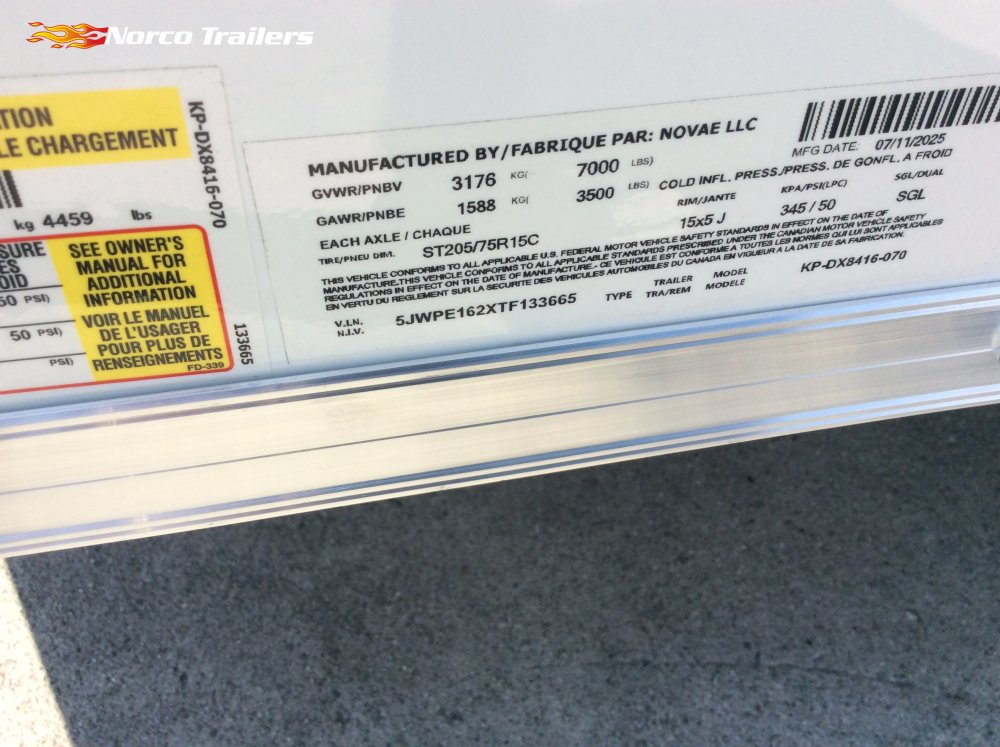 Norco Trailers
TION
LE CHARGEMENT
kg 4459 lbs
KP-DX8416-070
SURE
ES
OID
50 PSI)
50 PSI)
PSI)
SEE OWNER'S
MANUAL FOR
ADDITIONAL
INFORMATION
VOIR LE MANUEL
DE L'USAGER
POUR PLUS DE
RENSEIGNEMENTS
FD-339
133665
MANUFACTURED BY/FABRIQUE PAR: NOVAE LLC
MFG DATE: 07/11/2025
GVWR/PNBV 3176 KG( 7000 LBS)
COLD INFL. PRESS./PRESS. DE GONFL. A FROID
GAWR/PNBE 1588 KG( 3500 LBS)
RIM/JANTE KPA/PSI(LPC) SGL/DUAL
EACH AXLE / CHAQUE
TIRE/PNEU DIM. ST205/75R15C 15x5 J 345 / 50 SGL
THIS VEHICLE CONFORMS TO ALL APPLICABLE U.S. FEDERAL MOTOR VEHICLE SAFETY STANDARDS IN EFFECT ON THE DATE OF
MANUFACTURE.THIS VEHICLE CONFORMS TO ALL APPLICABLE STANDARDS PRESCRIBED UNDER THE CANADIAN MOTOR VEHICLE SAFETY
REGULATIONS IN EFFECT ON THE DATE OF MANUFACTURE - CE VEHICULE EST CONFORME A TOUTES LES NORMES QUI LUI SONT APPLICABLES
EN VERTU DU REGLEMENT SUR LA SECURITE DES VEHICULES AUTOMOBILES DU CANADA EN VIGUEUR A LA DATE DE SA FABRICATION.
V.I.N.
N.I.V. 5JWPE162XTF133665
TYPE TRAILER
TRA/REM
MODEL
MODELE KP-DX8416-070